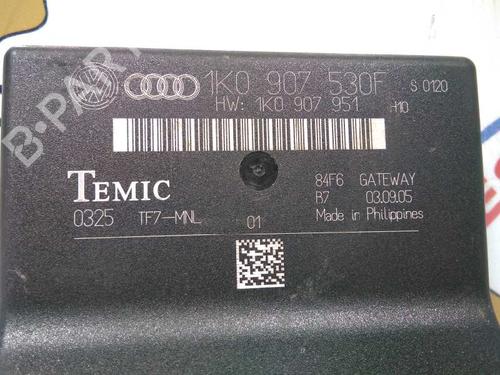 1K0 907 530F S 0120
HW: 1K0 907 951 H10
TEMIC
84F6 GATEWAY
B7 03.09.05
0325 TF7-MNL 01 Made in Philippines
B-PARTS